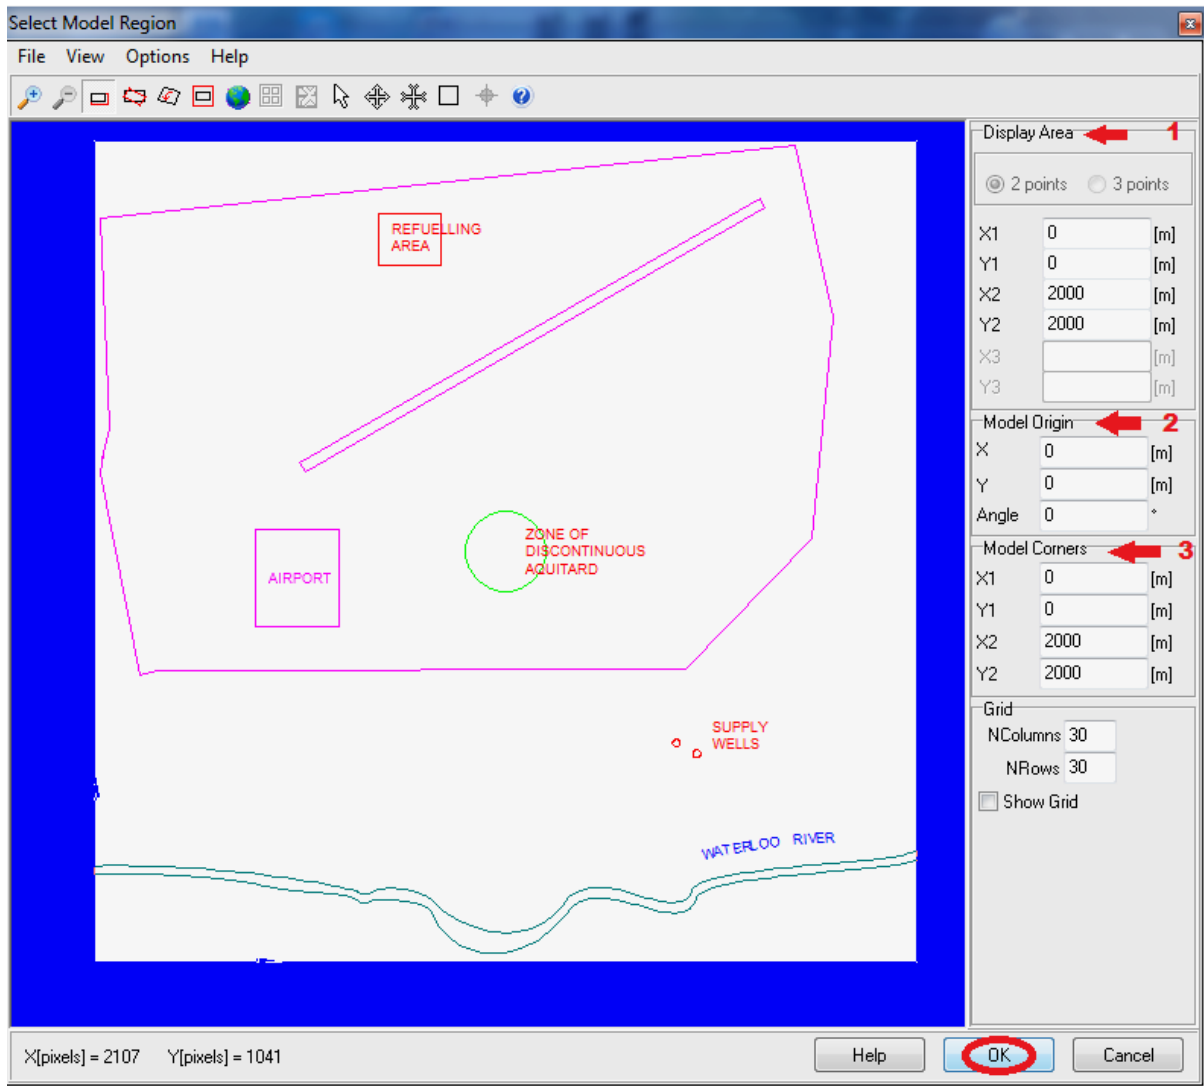 Select Model Region
File View Options Help
Display Area 1
2 points 3 points
X1 0 [m]
Y1 0 [m]
X2 2000 [m]
Y2 2000 [m]
X3 [m]
Y3 [m]
Model Origin 2
X 0 [m]
Y 0 [m]
Angle 0 °
Model Corners 3
X1 0 [m]
Y1 0 [m]
X2 2000 [m]
Y2 2000 [m]
Grid
NColumns 30
NRows 30
Show Grid
REFUELLING
AREA
ZONE OF
DISCONTINUOUS
AQUITARD
AIRPORT
SUPPLY
WELLS
WATERLOO RIVER
X[pixels] = 2107 Y[pixels] = 1041
Help OK Cancel